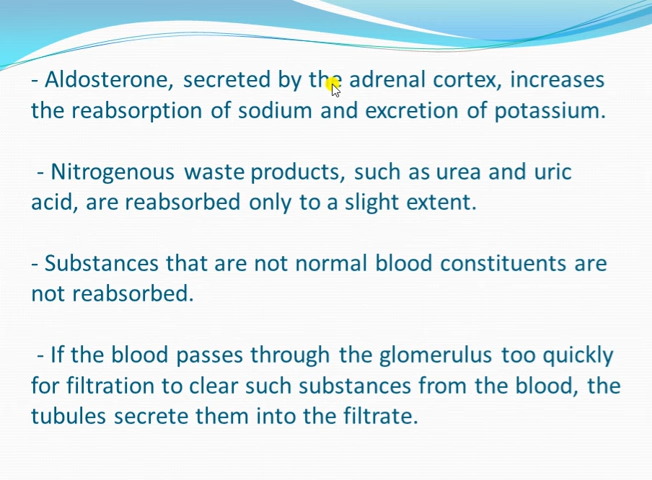 - Aldosterone, secreted by the adrenal cortex, increases
the reabsorption of sodium and excretion of potassium.
- Nitrogenous waste products, such as urea and uric
acid, are reabsorbed only to a slight extent.
- Substances that are not normal blood constituents are
not reabsorbed.
- If the blood passes through the glomerulus too quickly
for filtration to clear such substances from the blood, the
tubules secrete them into the filtrate.